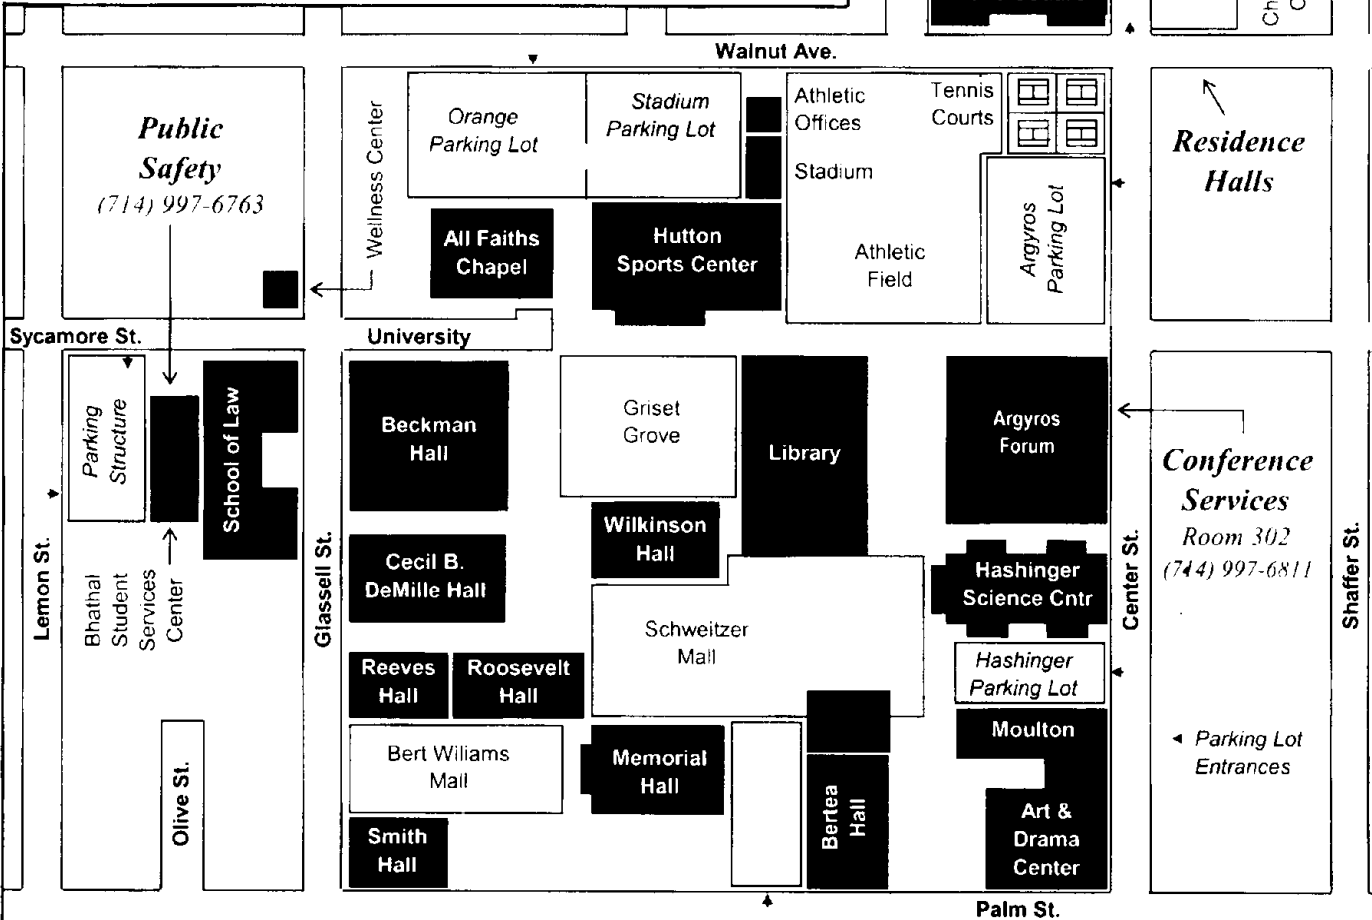 Walnut Ave.
Ch
Public
Safety
(714) 997-6763
Wellness Center
Orange
Parking Lot
Stadium
Parking Lot
Athletic
Offices
Tennis
Courts
Stadium
Residence
Halls
All Faiths
Chapel
Hutton
Sports Center
Athletic
Field
Argyros
Parking Lot
Sycamore St.
University
Parking
Structure
School of Law
Beckman
Hall
Griset
Grove
Library
Argyros
Forum
Conference
Services
Room 302
(714) 997-6811
Wilkinson
Hall
Cecil B.
DeMille Hall
Hashinger
Science Cntr
Lemon St.
Bhathal
Student
Services
Center
Glassell St.
Center St.
Shaffer St.
Schweitzer
Mall
Reeves
Hall
Roosevelt
Hall
Hashinger
Parking Lot
Bert Wiliams
Mall
Memorial
Hall
Moulton
Parking Lot
Entrances
Olive St.
Bertea
Hall
Art &
Drama
Center
Smith
Hall
Palm St.